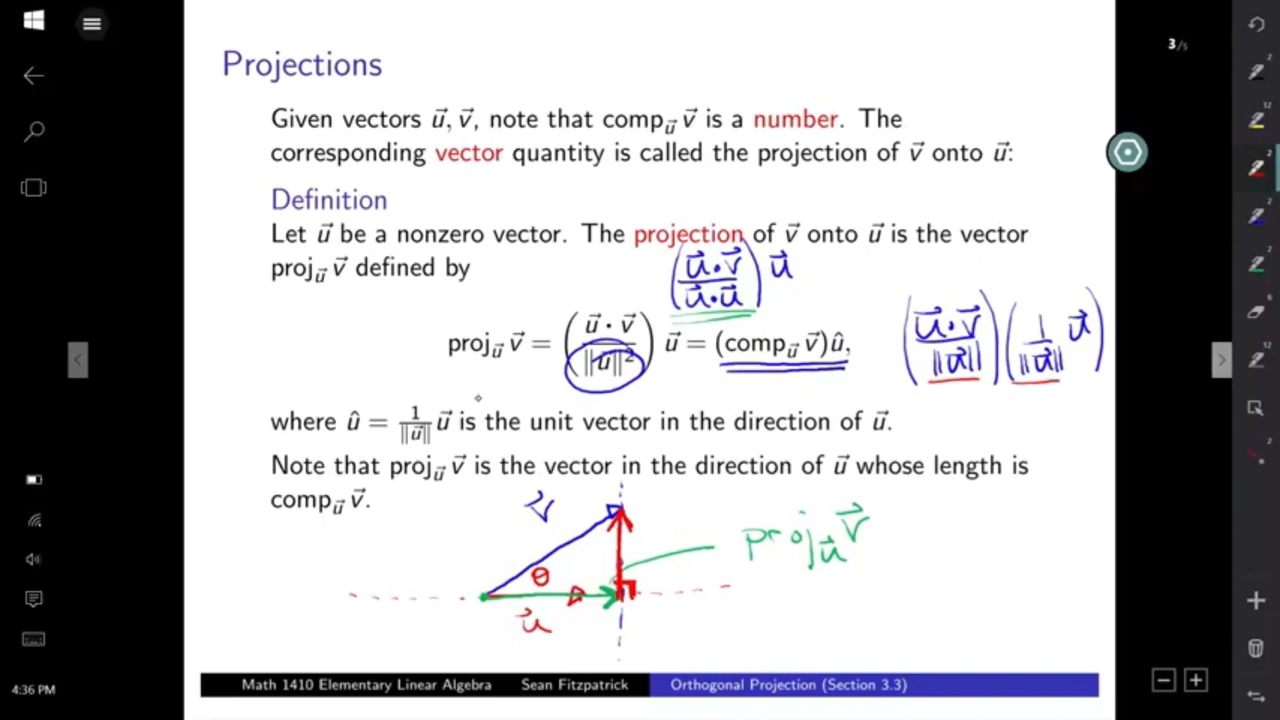 3/5
Projections
Given vectors u⃗, v⃗, note that comp_u⃗ v⃗ is a number. The
corresponding vector quantity is called the projection of v⃗ onto u⃗:
Definition
Let u⃗ be a nonzero vector. The projection of v⃗ onto u⃗ is the vector
proj_u⃗ v⃗ defined by
(u⃗·v⃗ / u⃗·u⃗) u⃗
proj_u⃗ v⃗ = (u⃗ · v⃗ / ‖u⃗‖²) u⃗ = (comp_u⃗ v⃗)û,
(u⃗·v⃗ / ‖u⃗‖)(1/‖u⃗‖ u⃗)
where û = 1/‖u⃗‖ u⃗ is the unit vector in the direction of u⃗.
Note that proj_u⃗ v⃗ is the vector in the direction of u⃗ whose length is
comp_u⃗ v⃗.
v⃗
proj_u⃗ v⃗
θ
u⃗
Math 1410 Elementary Linear Algebra Sean Fitzpatrick Orthogonal Projection (Section 3.3)
4:36 PM